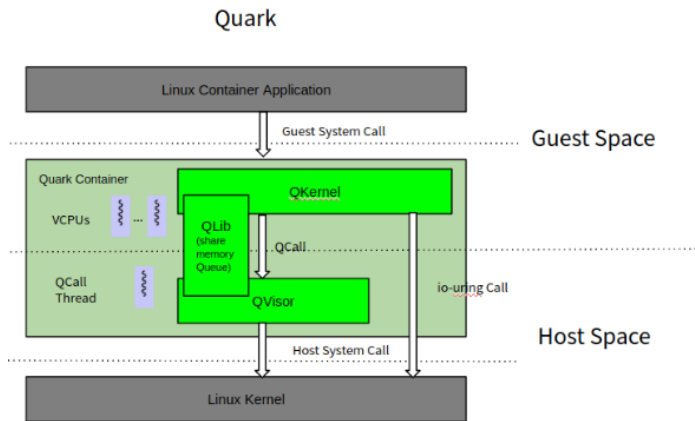 Quark
Linux Container Application
Guest System Call
Guest Space
Quark Container
QKernel
VCPUs
...
QLib
(share
memory
Queue)
QCall
QCall
Thread
io-uring Call
QVisor
Host System Call
Host Space
Linux Kernel